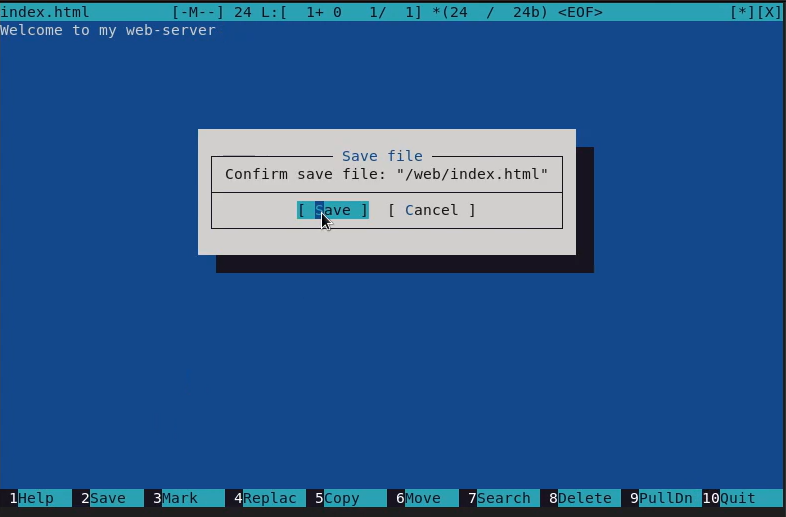 index.html [-M--] 24 L:[ 1+ 0 1/ 1] *(24 / 24b) <EOF> [*][X]
Welcome to my web-server
Save file
Confirm save file: "/web/index.html"
[ Save ] [ Cancel ]
1Help 2Save 3Mark 4Replac 5Copy 6Move 7Search 8Delete 9PullDn 10Quit